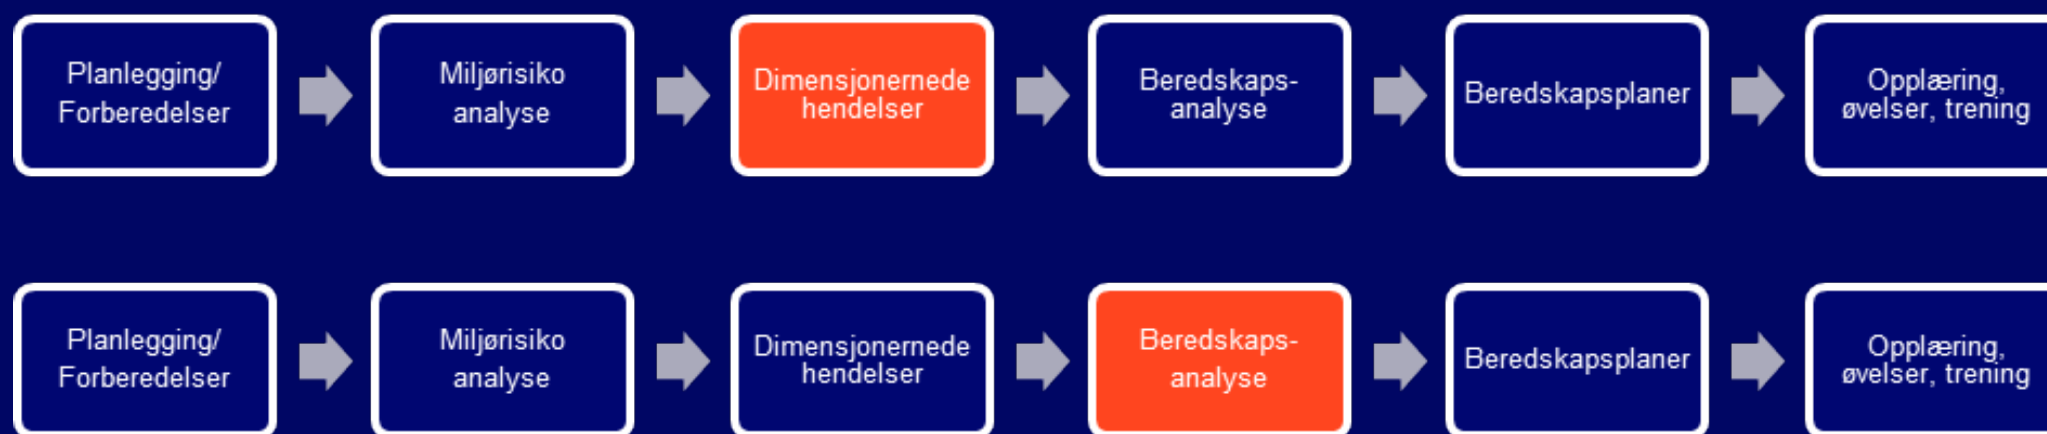 Planlegging/
Forberedelser
Miljørisiko
analyse
Dimensjonernede
hendelser
Beredskaps-
analyse
Beredskapsplaner
Opplæring,
øvelser, trening
Planlegging/
Forberedelser
Miljørisiko
analyse
Dimensjonernede
hendelser
Beredskaps-
analyse
Beredskapsplaner
Opplæring,
øvelser, trening